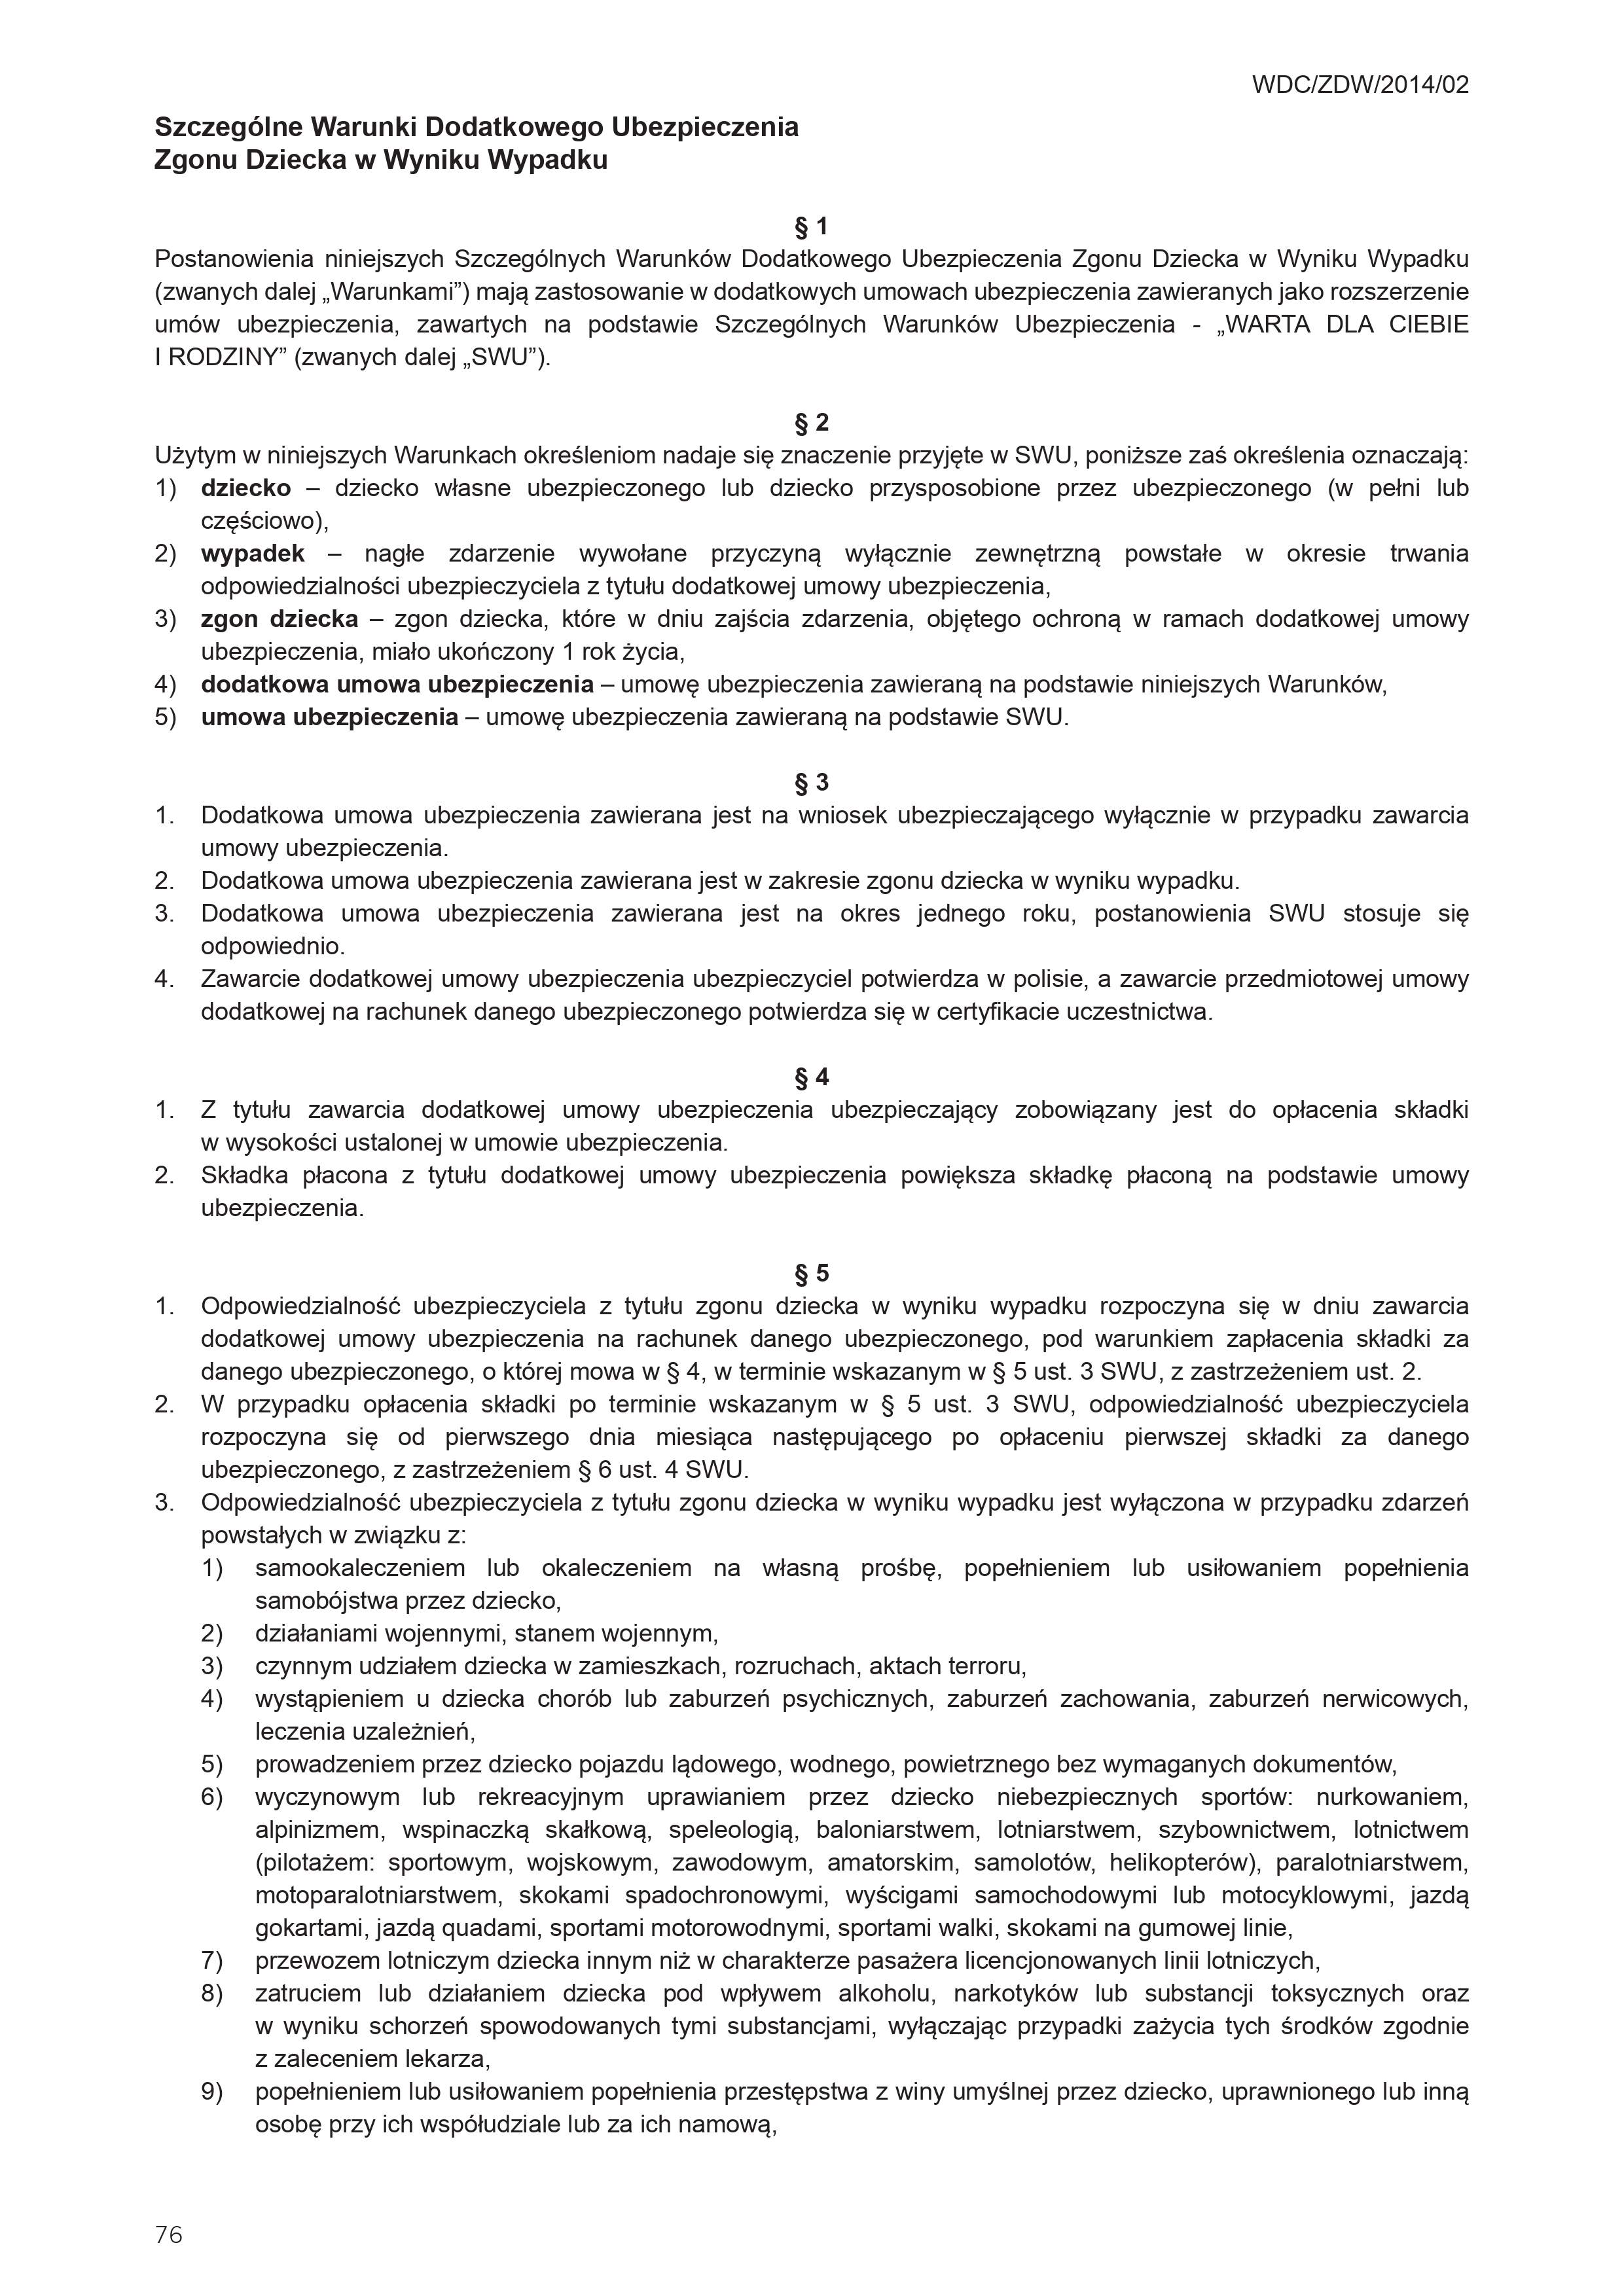 WDC/ZDW/2014/02
Szczególne Warunki Dodatkowego Ubezpieczenia
Zgonu Dziecka w Wyniku Wypadku
§ 1
Postanowienia niniejszych Szczególnych Warunków Dodatkowego Ubezpieczenia Zgonu Dziecka w Wyniku Wypadku
(zwanych dalej „Warunkami”) mają zastosowanie w dodatkowych umowach ubezpieczenia zawieranych jako rozszerzenie
umów ubezpieczenia, zawartych na podstawie Szczególnych Warunków Ubezpieczenia - „WARTA DLA CIEBIE
I RODZINY” (zwanych dalej „SWU”).
§ 2
Użytym w niniejszych Warunkach określeniom nadaje się znaczenie przyjęte w SWU, poniższe zaś określenia oznaczają:
1) dziecko – dziecko własne ubezpieczonego lub dziecko przysposobione przez ubezpieczonego (w pełni lub
częściowo),
2) wypadek – nagłe zdarzenie wywołane przyczyną wyłącznie zewnętrzną powstałe w okresie trwania
odpowiedzialności ubezpieczyciela z tytułu dodatkowej umowy ubezpieczenia,
3) zgon dziecka – zgon dziecka, które w dniu zajścia zdarzenia, objętego ochroną w ramach dodatkowej umowy
ubezpieczenia, miało ukończony 1 rok życia,
4) dodatkowa umowa ubezpieczenia – umowę ubezpieczenia zawieraną na podstawie niniejszych Warunków,
5) umowa ubezpieczenia – umowę ubezpieczenia zawieraną na podstawie SWU.
§ 3
1. Dodatkowa umowa ubezpieczenia zawierana jest na wniosek ubezpieczającego wyłącznie w przypadku zawarcia
umowy ubezpieczenia.
2. Dodatkowa umowa ubezpieczenia zawierana jest w zakresie zgonu dziecka w wyniku wypadku.
3. Dodatkowa umowa ubezpieczenia zawierana jest na okres jednego roku, postanowienia SWU stosuje się
odpowiednio.
4. Zawarcie dodatkowej umowy ubezpieczenia ubezpieczyciel potwierdza w polisie, a zawarcie przedmiotowej umowy
dodatkowej na rachunek danego ubezpieczonego potwierdza się w certyfikacie uczestnictwa.
§ 4
1. Z tytułu zawarcia dodatkowej umowy ubezpieczenia ubezpieczający zobowiązany jest do opłacenia składki
w wysokości ustalonej w umowie ubezpieczenia.
2. Składka płacona z tytułu dodatkowej umowy ubezpieczenia powiększa składkę płaconą na podstawie umowy
ubezpieczenia.
§ 5
1. Odpowiedzialność ubezpieczyciela z tytułu zgonu dziecka w wyniku wypadku rozpoczyna się w dniu zawarcia
dodatkowej umowy ubezpieczenia na rachunek danego ubezpieczonego, pod warunkiem zapłacenia składki za
danego ubezpieczonego, o której mowa w § 4, w terminie wskazanym w § 5 ust. 3 SWU, z zastrzeżeniem ust. 2.
2. W przypadku opłacenia składki po terminie wskazanym w § 5 ust. 3 SWU, odpowiedzialność ubezpieczyciela
rozpoczyna się od pierwszego dnia miesiąca następującego po opłaceniu pierwszej składki za danego
ubezpieczonego, z zastrzeżeniem § 6 ust. 4 SWU.
3. Odpowiedzialność ubezpieczyciela z tytułu zgonu dziecka w wyniku wypadku jest wyłączona w przypadku zdarzeń
powstałych w związku z:
1) samookaleczeniem lub okaleczeniem na własną prośbę, popełnieniem lub usiłowaniem popełnienia
samobójstwa przez dziecko,
2) działaniami wojennymi, stanem wojennym,
3) czynnym udziałem dziecka w zamieszkach, rozruchach, aktach terroru,
4) wystąpieniem u dziecka chorób lub zaburzeń psychicznych, zaburzeń zachowania, zaburzeń nerwicowych,
leczenia uzależnień,
5) prowadzeniem przez dziecko pojazdu lądowego, wodnego, powietrznego bez wymaganych dokumentów,
6) wyczynowym lub rekreacyjnym uprawianiem przez dziecko niebezpiecznych sportów: nurkowaniem,
alpinizmem, wspinaczką skałkową, speleologią, baloniarstwem, lotniarstwem, szybownictwem, lotnictwem
(pilotażem: sportowym, wojskowym, zawodowym, amatorskim, samolotów, helikopterów), paralotniarstwem,
motoparalotniarstwem, skokami spadochronowymi, wyścigami samochodowymi lub motocyklowymi, jazdą
gokartami, jazdą quadami, sportami motorowodnymi, sportami walki, skokami na gumowej linie,
7) przewozem lotniczym dziecka innym niż w charakterze pasażera licencjonowanych linii lotniczych,
8) zatruciem lub działaniem dziecka pod wpływem alkoholu, narkotyków lub substancji toksycznych oraz
w wyniku schorzeń spowodowanych tymi substancjami, wyłączając przypadki zażycia tych środków zgodnie
z zaleceniem lekarza,
9) popełnieniem lub usiłowaniem popełnienia przestępstwa z winy umyślnej przez dziecko, uprawnionego lub inną
osobę przy ich współudziale lub za ich namową,
76